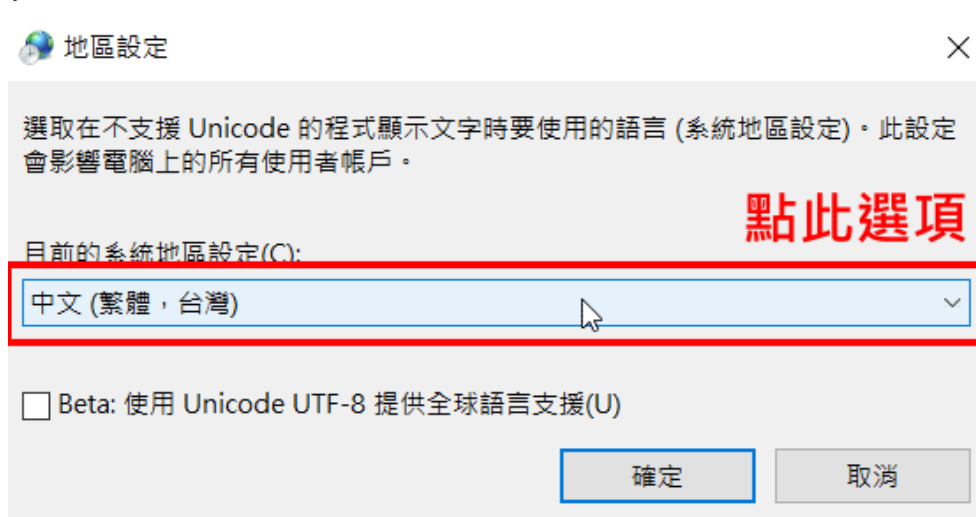 地區設定
選取在不支援 Unicode 的程式顯示文字時要使用的語言 (系統地區設定)。此設定
會影響電腦上的所有使用者帳戶。
點此選項
目前的系統地區設定(C):
中文 (繁體，台灣)
Beta: 使用 Unicode UTF-8 提供全球語言支援(U)
確定
取消